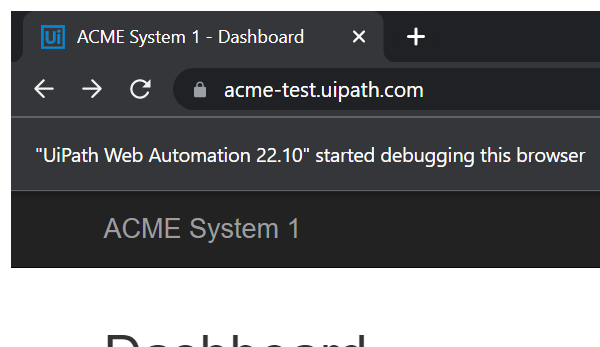 Ui ACME System 1 - Dashboard
acme-test.uipath.com
"UiPath Web Automation 22.10" started debugging this browser
ACME System 1
Dashboard